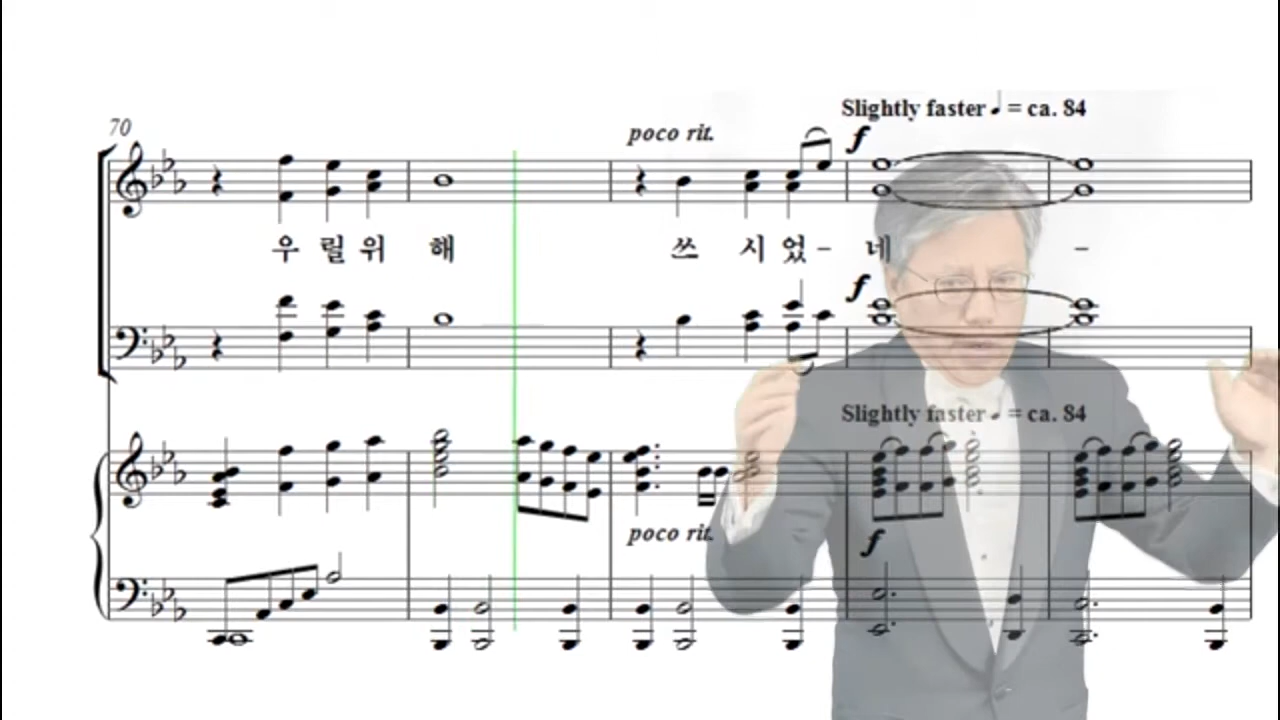 Slightly faster ♩ = ca. 84
70
poco rit.
f
우 릴 위 해 쓰 시 었 - 네 -
f
Slightly faster ♩ = ca. 84
poco rit.
f